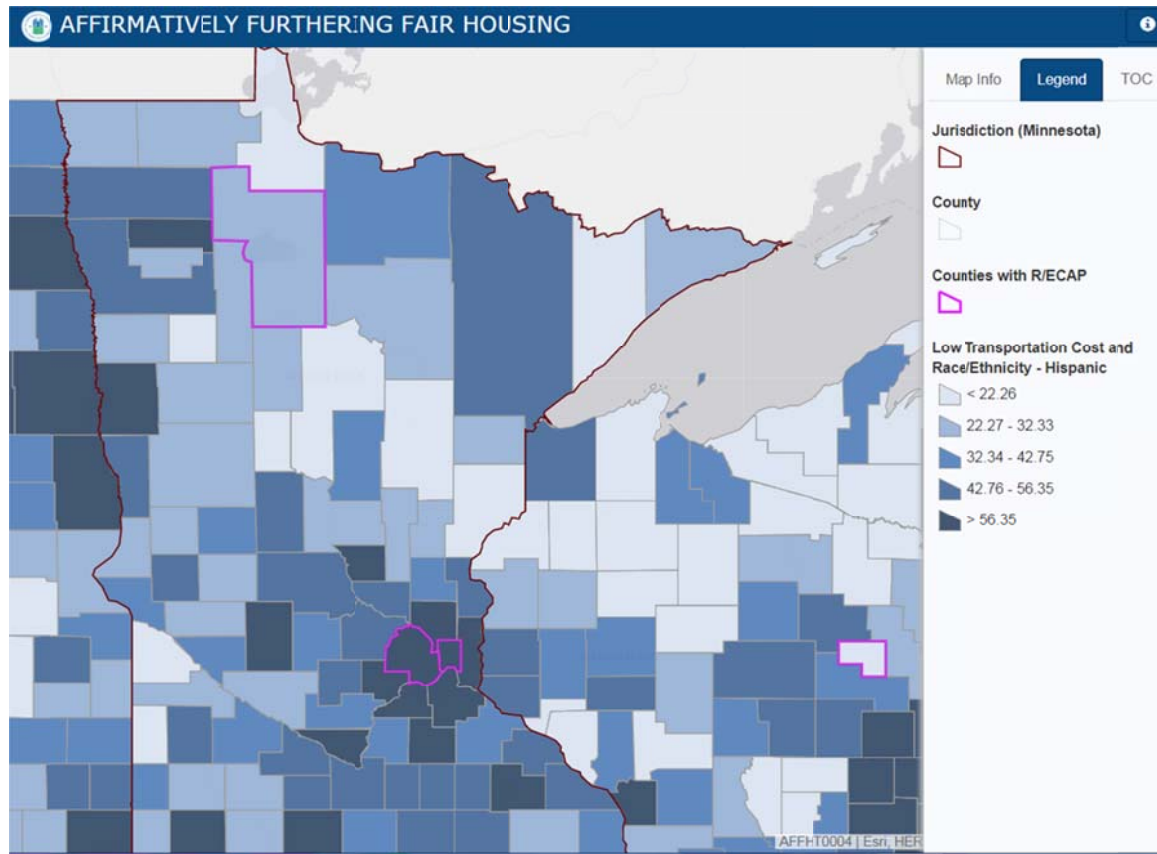 AFFIRMATIVELY FURTHERING FAIR HOUSING
Map Info Legend TOC
Jurisdiction (Minnesota)
County
Counties with R/ECAP
Low Transportation Cost and
Race/Ethnicity - Hispanic
< 22.26
22.27 - 32.33
32.34 - 42.75
42.76 - 56.35
> 56.35
AFFHT0004 | Esri, HER